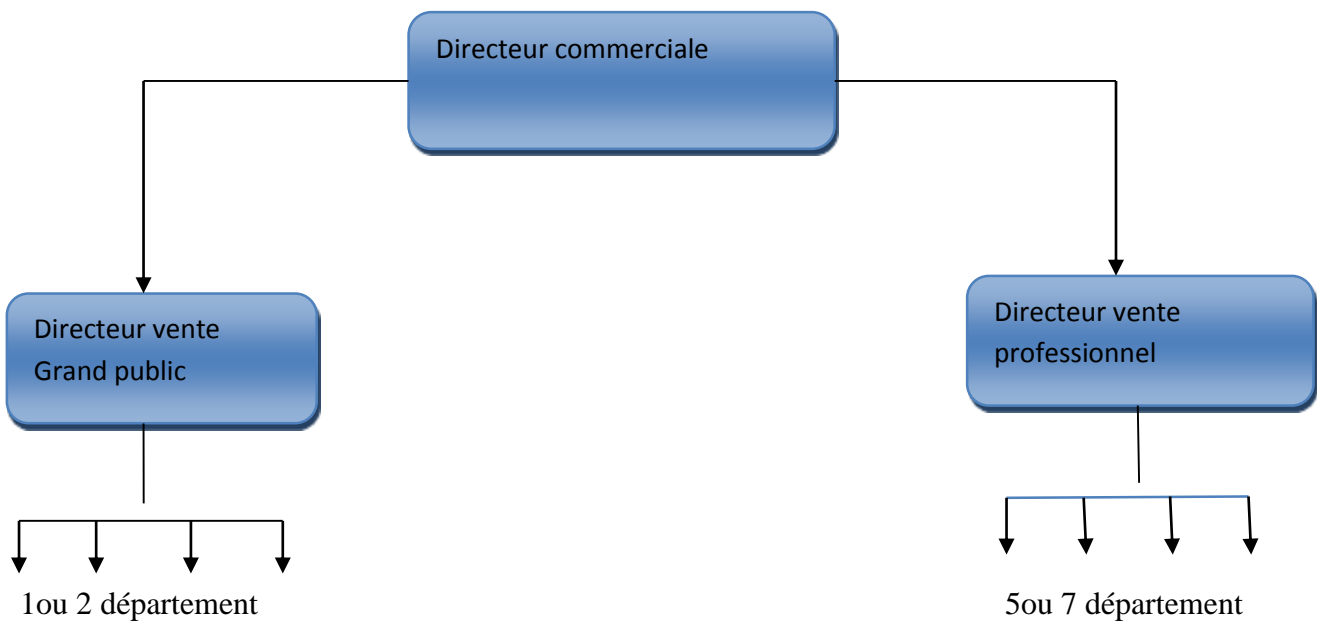 Directeur commerciale
Directeur vente
Grand public
Directeur vente
professionnel
1ou 2 département
5ou 7 département